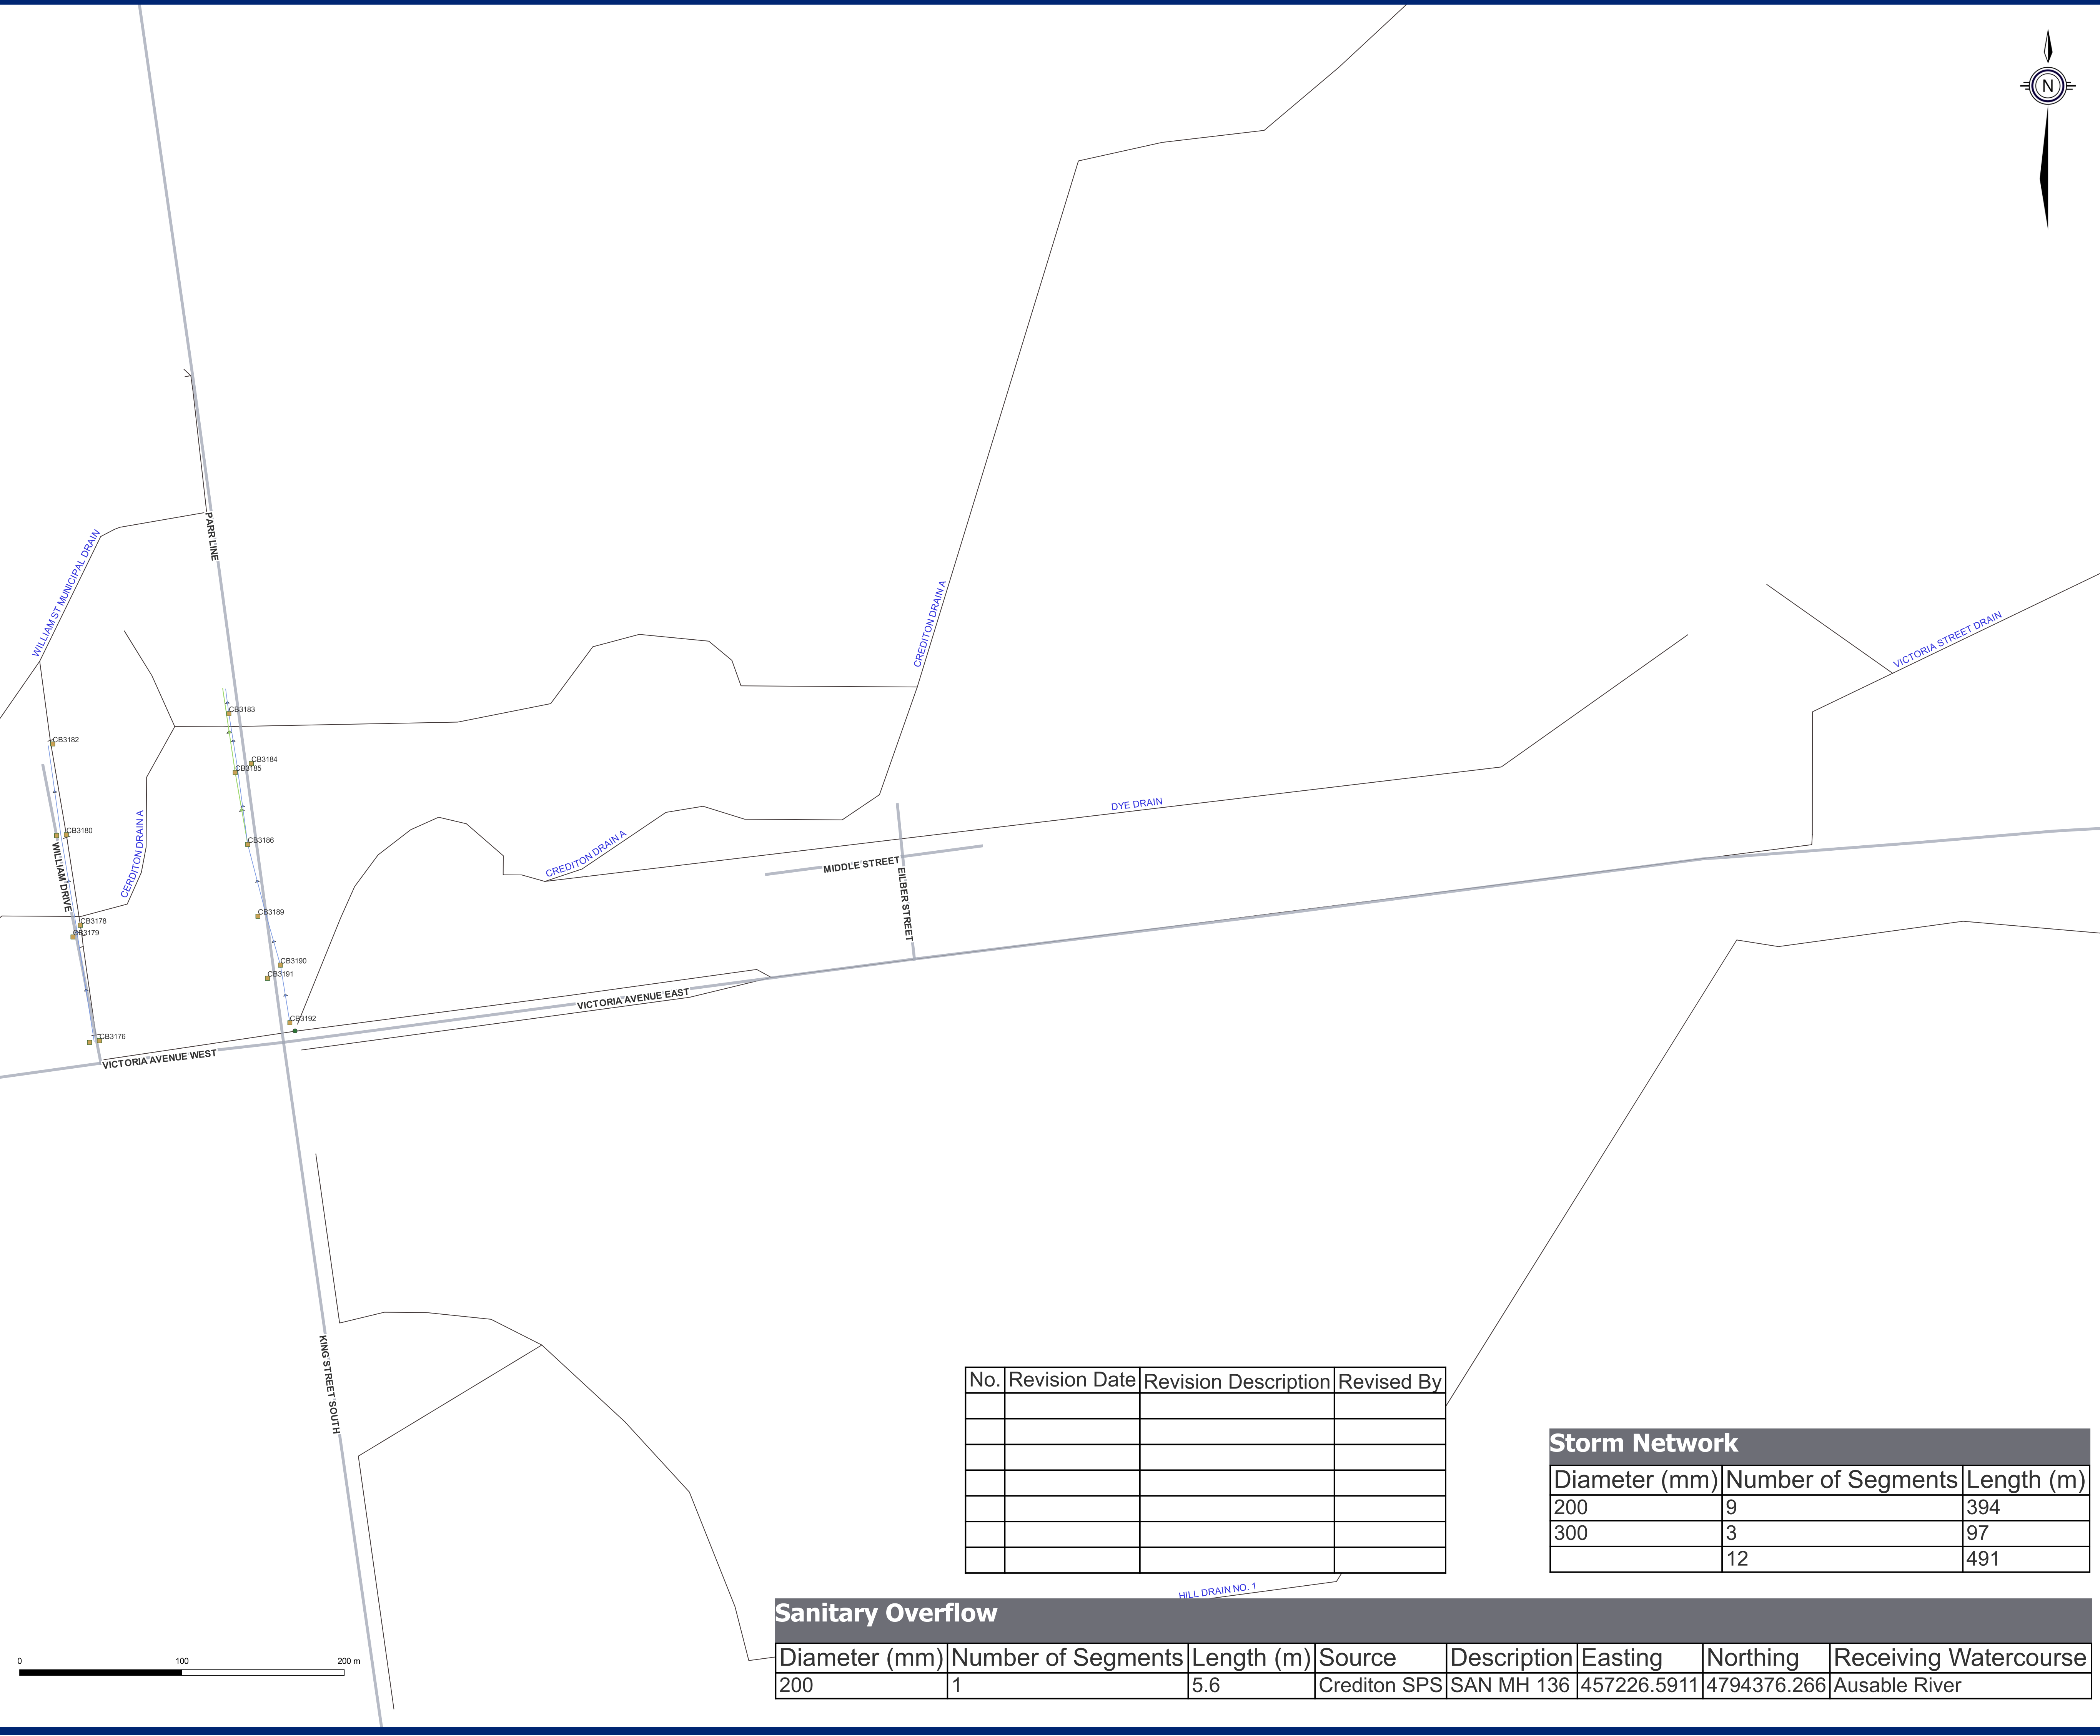 N
PARR LINE
WILLIAM ST MUNICIPAL DRAIN
CREDITON DRAIN A
VICTORIA STREET DRAIN
CB3183
CB3182
CB3184
CB3185
DYE DRAIN
CB3180
CB3186
CERDITON DRAIN A
CREDITON DRAIN A
MIDDLE STREET
WILLIAM DRIVE
EILBER STREET
CB3189
CB3178
CB3179
CB3190
CB3191
VICTORIA AVENUE EAST
CB3192
CB3176
VICTORIA AVENUE WEST
KING STREET SOUTH
No. Revision Date Revision Description Revised By
Storm Network
Diameter (mm) Number of Segments Length (m)
200 9 394
300 3 97
12 491
HILL DRAIN NO. 1
Sanitary Overflow
Diameter (mm) Number of Segments Length (m) Source Description Easting Northing Receiving Watercourse
200 1 5.6 Crediton SPS SAN MH 136 457226.5911 4794376.266 Ausable River
0 100 200 m